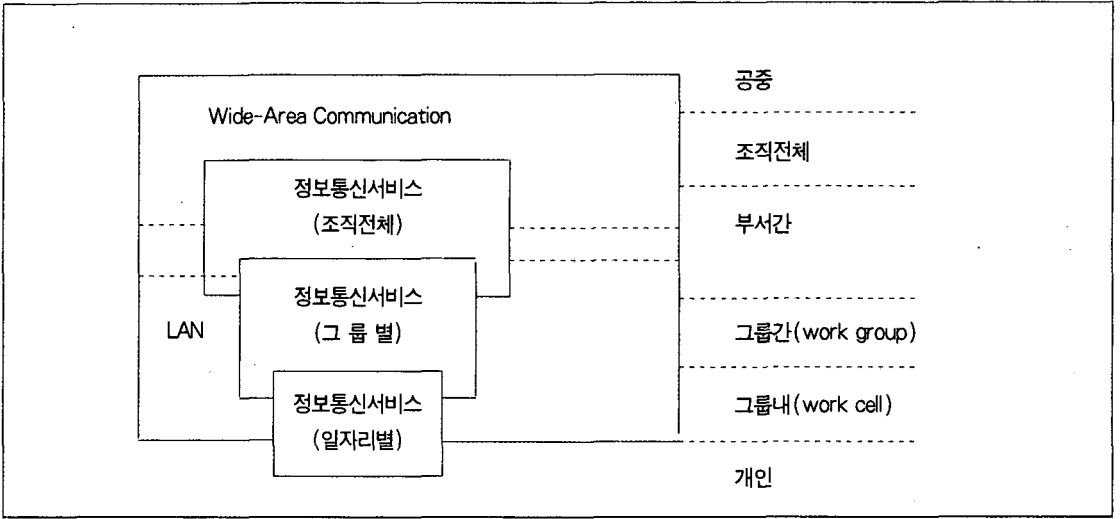 공중
Wide-Area Communication
조직전체
정보통신서비스
(조직전체)
부서간
정보통신서비스
(그 룹 별)
LAN
그룹간(work group)
정보통신서비스
(일자리별)
그룹내(work cell)
개인